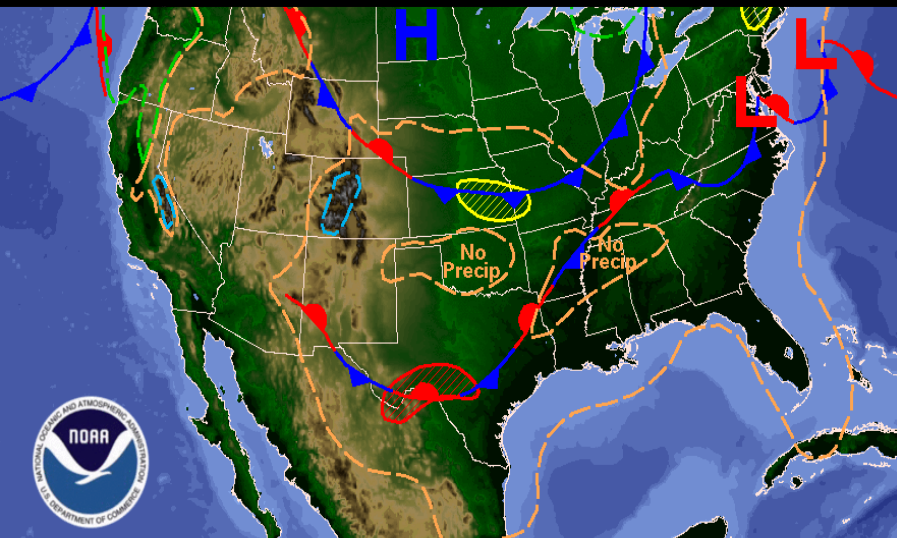 H
L
L
No
Precip
No
Precip
NATIONAL OCEANIC AND ATMOSPHERIC ADMINISTRATION
NOAA
U.S. DEPARTMENT OF COMMERCE